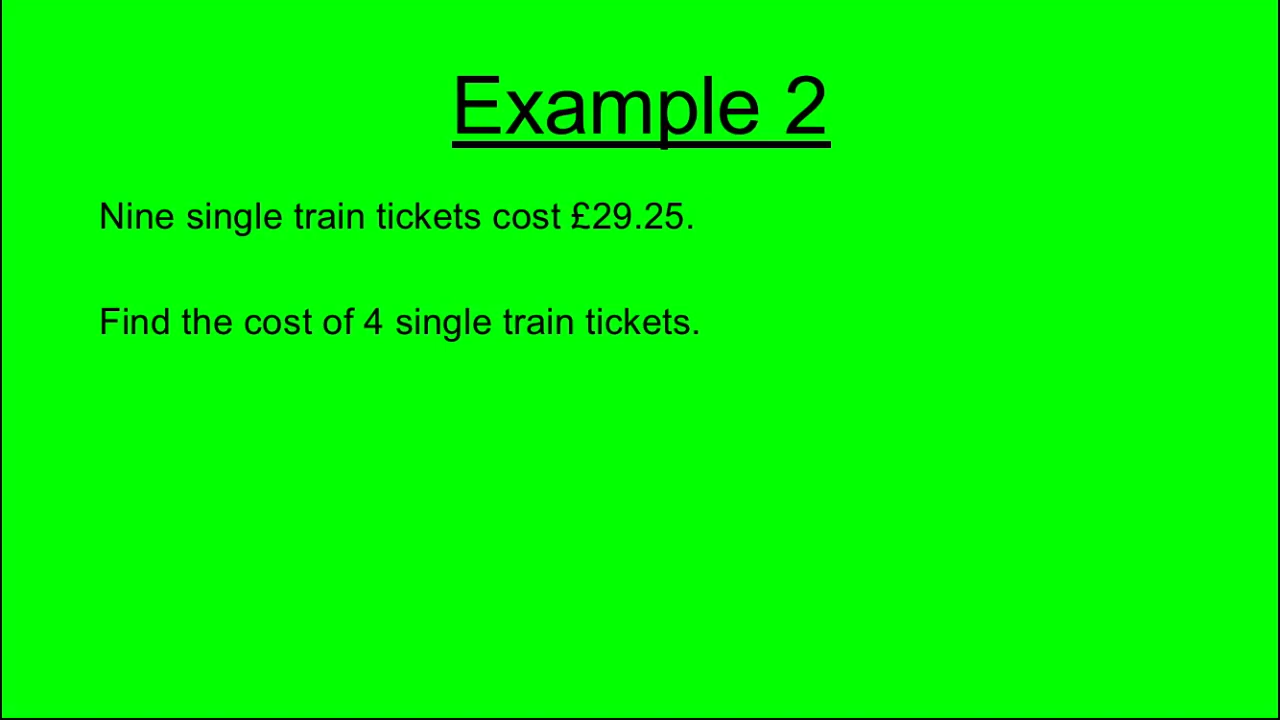 Example 2
Nine single train tickets cost £29.25.
Find the cost of 4 single train tickets.